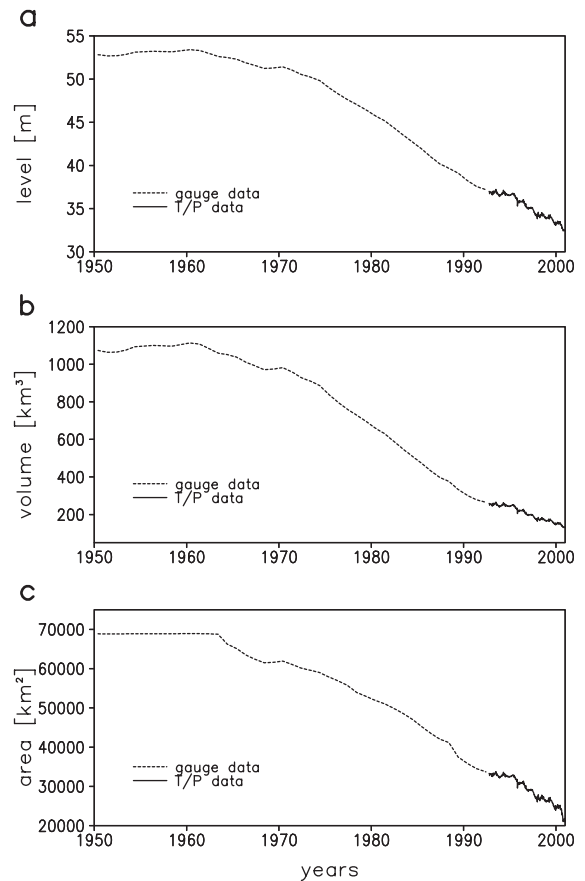 a
level [m]
55
50
45
40
35
30
gauge data
T/P data
1950 1960 1970 1980 1990 2000
b
volume [km³]
1200
1000
800
600
400
200
gauge data
T/P data
1950 1960 1970 1980 1990 2000
c
area [km²]
70000
60000
50000
40000
30000
20000
gauge data
T/P data
1950 1960 1970 1980 1990 2000
years